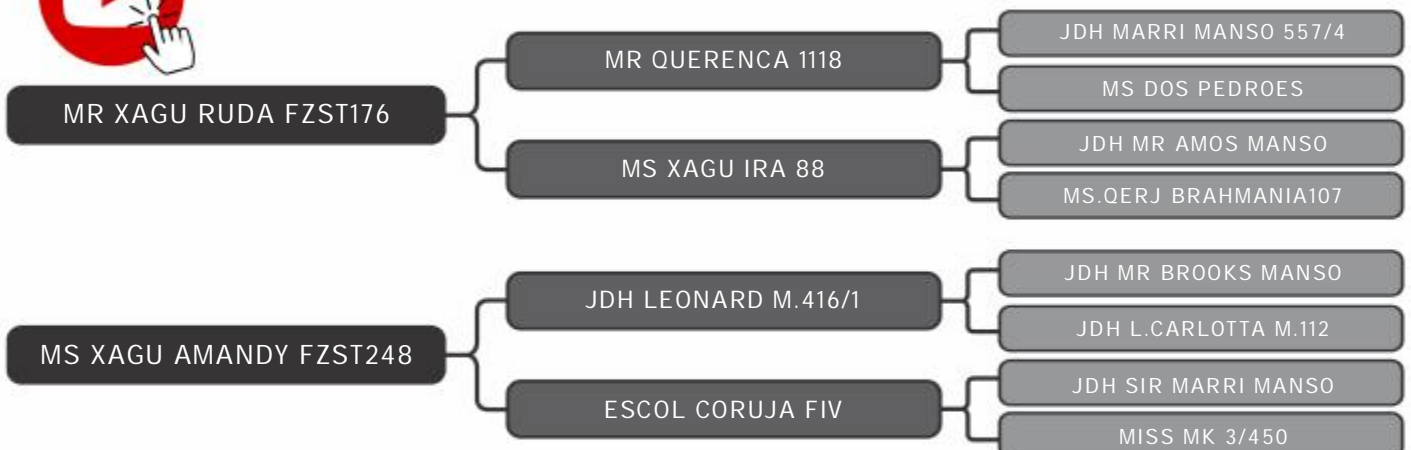 JDH MARRI MANSO 557/4
MR QUERENCA 1118
MS DOS PEDROES
MR XAGU RUDA FZST176
JDH MR AMOS MANSO
MS XAGU IRA 88
MS.QERJ BRAHMANIA107
JDH MR BROOKS MANSO
JDH LEONARD M.416/1
JDH L.CARLOTTA M.112
MS XAGU AMANDY FZST248
JDH SIR MARRI MANSO
ESCOL CORUJA FIV
MISS MK 3/450